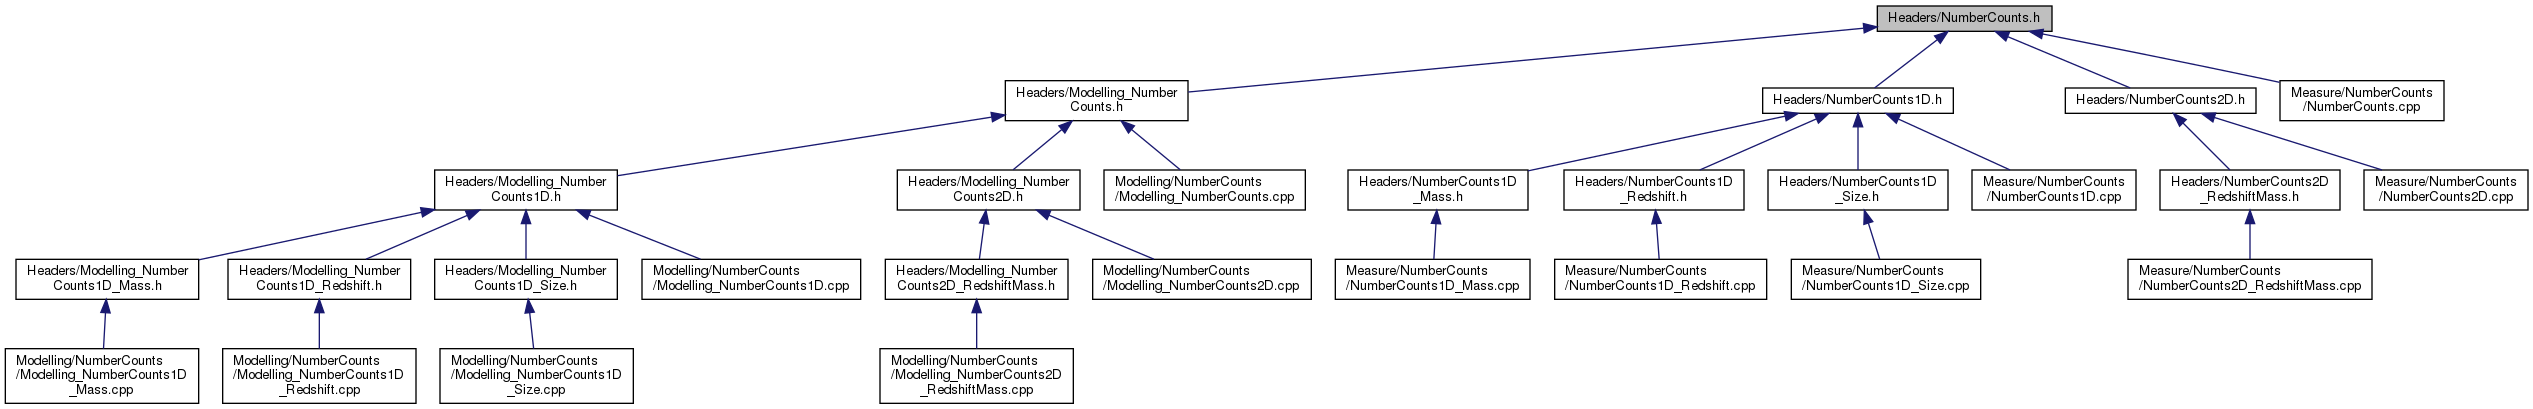 Headers/NumberCounts.h
Headers/Modelling_Number
Counts.h
Headers/NumberCounts1D.h
Headers/NumberCounts2D.h
Measure/NumberCounts
/NumberCounts.cpp
Headers/Modelling_Number
Counts1D.h
Headers/Modelling_Number
Counts2D.h
Modelling/NumberCounts
/Modelling_NumberCounts.cpp
Headers/NumberCounts1D
_Mass.h
Headers/NumberCounts1D
_Redshift.h
Headers/NumberCounts1D
_Size.h
Measure/NumberCounts
/NumberCounts1D.cpp
Headers/NumberCounts2D
_RedshiftMass.h
Measure/NumberCounts
/NumberCounts2D.cpp
Headers/Modelling_Number
Counts1D_Mass.h
Headers/Modelling_Number
Counts1D_Redshift.h
Headers/Modelling_Number
Counts1D_Size.h
Modelling/NumberCounts
/Modelling_NumberCounts1D.cpp
Headers/Modelling_Number
Counts2D_RedshiftMass.h
Modelling/NumberCounts
/Modelling_NumberCounts2D.cpp
Measure/NumberCounts
/NumberCounts1D_Mass.cpp
Measure/NumberCounts
/NumberCounts1D_Redshift.cpp
Measure/NumberCounts
/NumberCounts1D_Size.cpp
Measure/NumberCounts
/NumberCounts2D_RedshiftMass.cpp
Modelling/NumberCounts
/Modelling_NumberCounts1D
_Mass.cpp
Modelling/NumberCounts
/Modelling_NumberCounts1D
_Redshift.cpp
Modelling/NumberCounts
/Modelling_NumberCounts1D
_Size.cpp
Modelling/NumberCounts
/Modelling_NumberCounts2D
_RedshiftMass.cpp